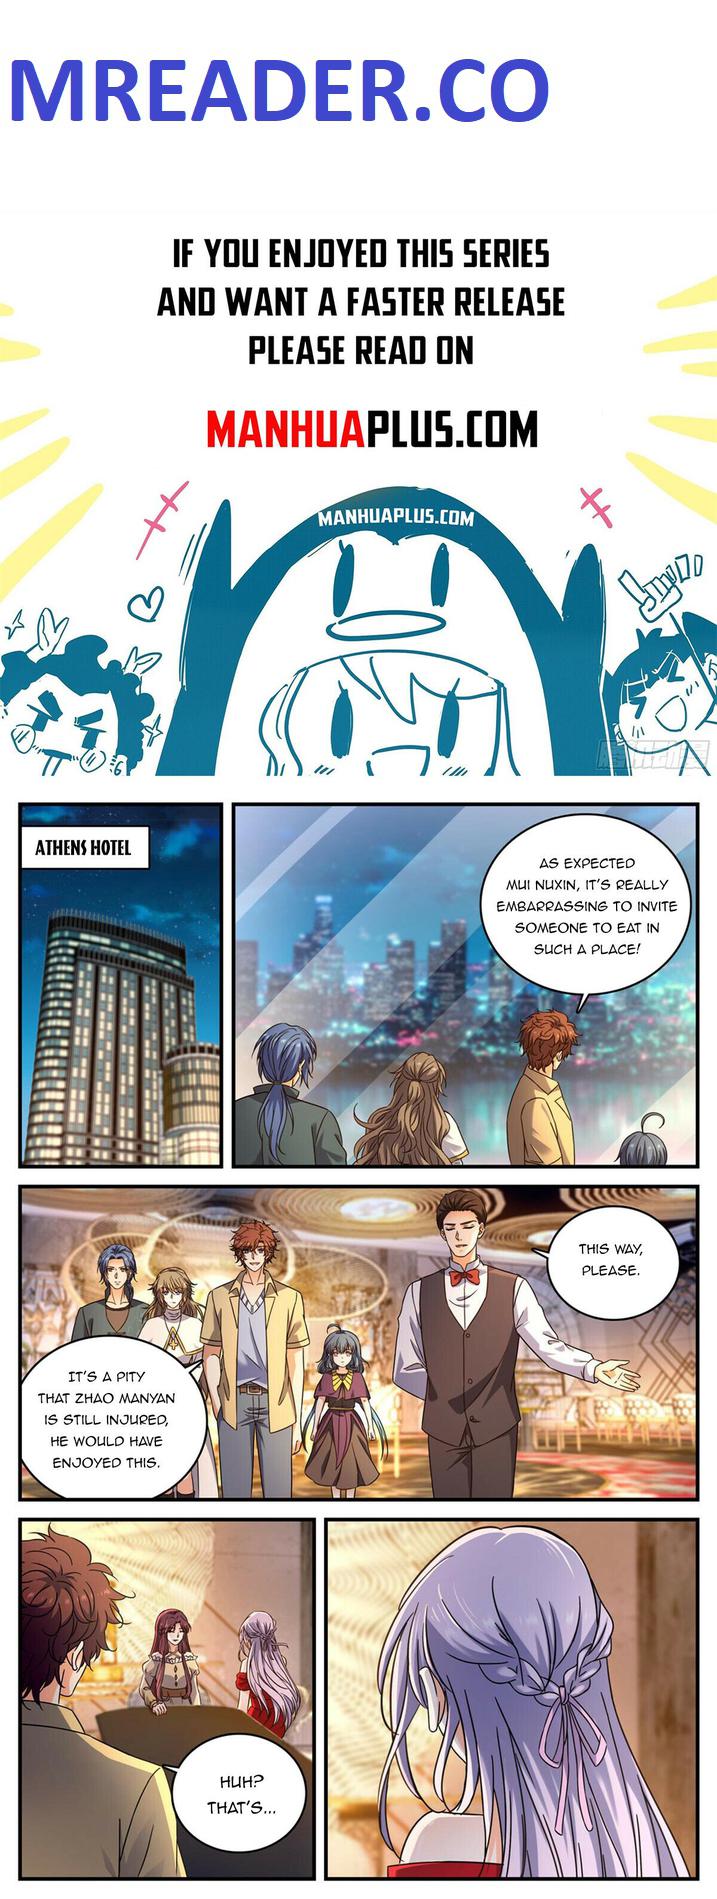 MREADER.CO
IF YOU ENJOYED THIS SERIES
AND WANT A FASTER RELEASE
PLEASE READ ON
MANHUAPLUS.COM
MANHUAPLUS.COM
ATHENS HOTEL
AS EXPECTED
MUI NUXIN, IT'S REALLY
EMBARRASSING TO INVITE
SOMEONE TO EAT IN
SUCH A PLACE!
THIS WAY,
PLEASE.
IT'S A PITY
THAT ZHAO MANYAN
IS STILL INJURED,
HE WOULD HAVE
ENJOYED THIS.
HUH?
THAT'S...